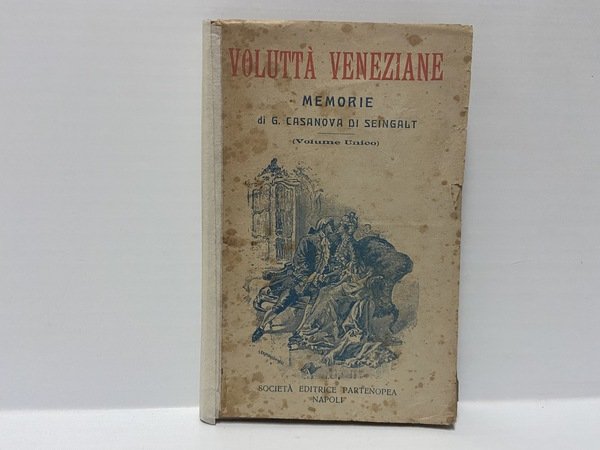 VOLUTTÀ VENEZIANE
MEMORIE
di G. CASANOVA DI SEINGALT
(Volume Unico)
SOCIETÀ EDITRICE PARTENOPEA
NAPOLI